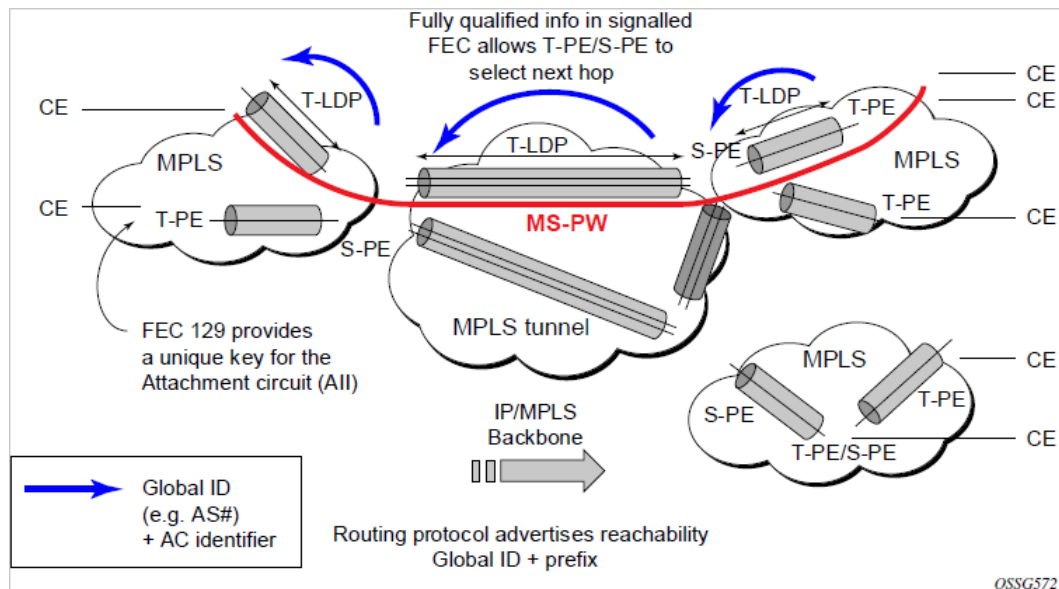 Fully qualified info in signalled
FEC allows T-PE/S-PE to
select next hop
CE
T-LDP
T-LDP
T-PE
CE
CE
MPLS
T-LDP
S-PE
MPLS
CE
T-PE
MS-PW
T-PE
CE
S-PE
FEC 129 provides
a unique key for the
Attachment circuit (AII)
MPLS tunnel
MPLS
CE
S-PE
T-PE
IP/MPLS
Backbone
T-PE/S-PE
CE
Global ID
(e.g. AS#)
+ AC identifier
Routing protocol advertises reachability
Global ID + prefix
OSSG572